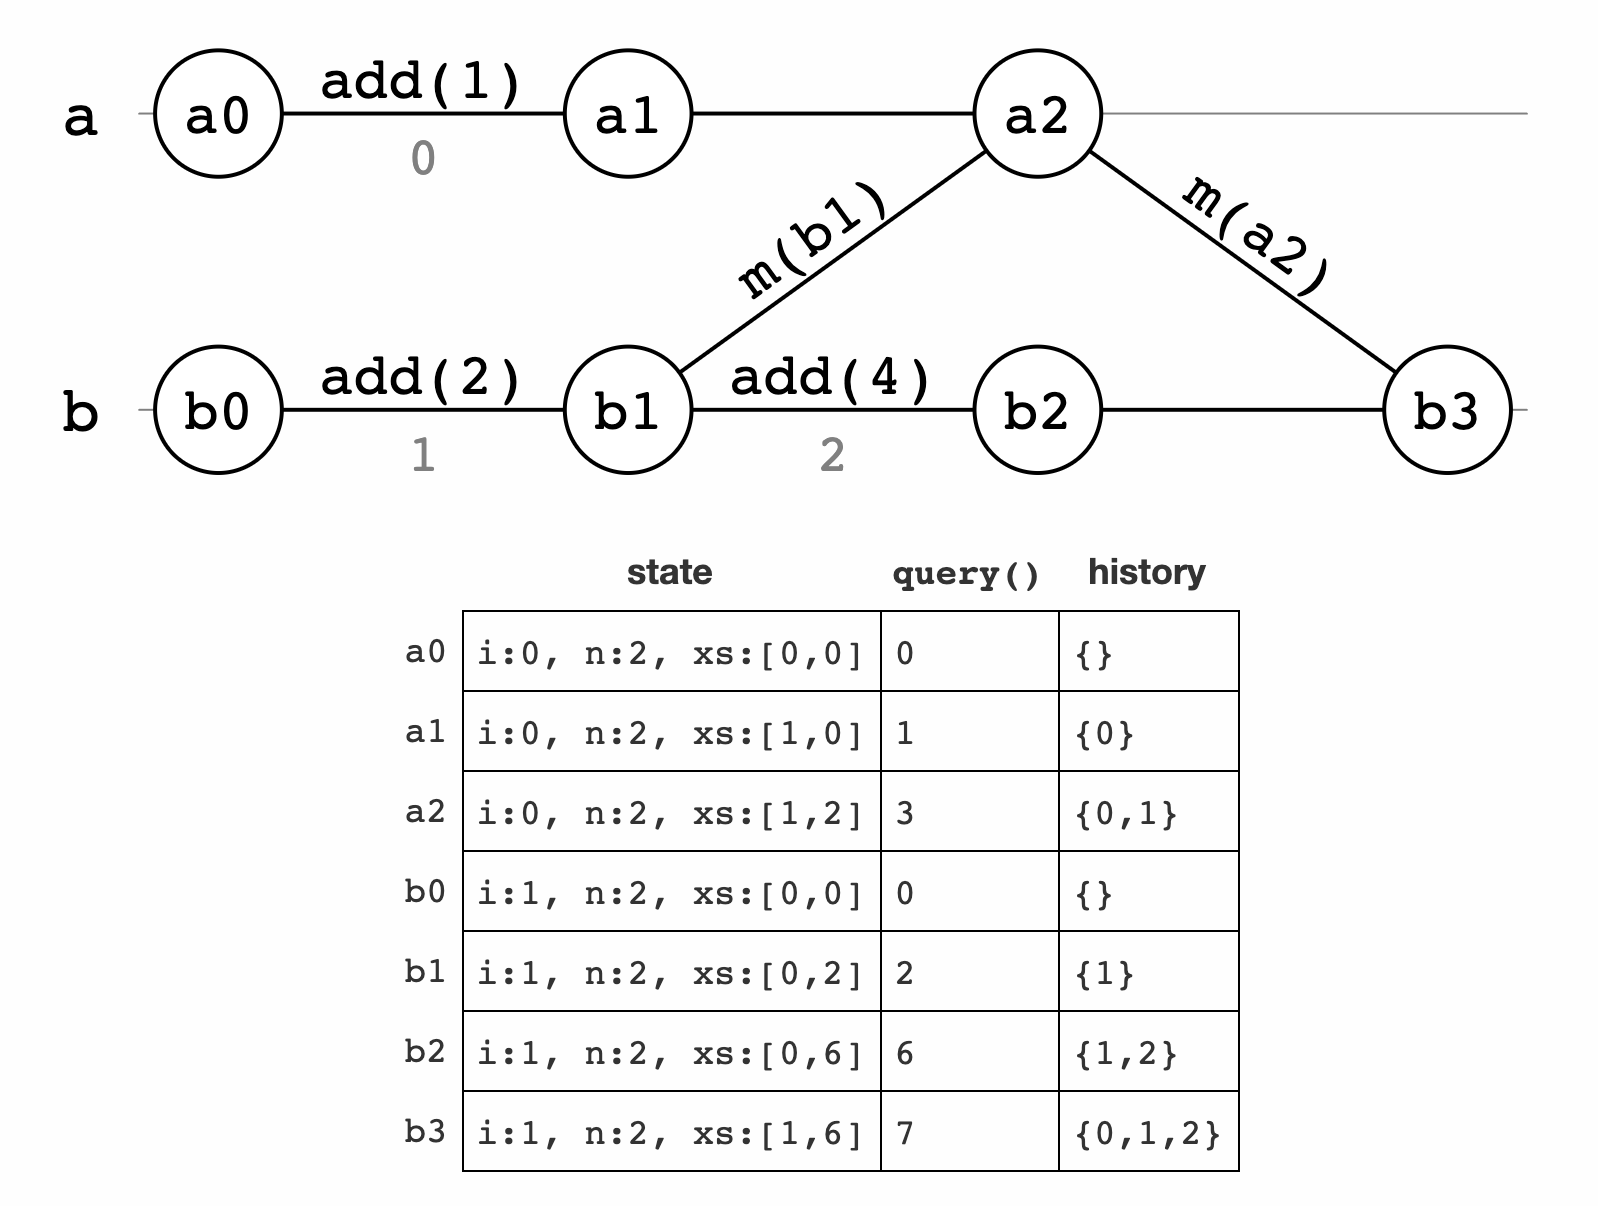 a a0 add(1) a1 a2
0
m(b1) m(a2)
b b0 add(2) b1 add(4) b2 b3
1 2
state query() history
a0 i:0, n:2, xs:[0,0] 0 {}
a1 i:0, n:2, xs:[1,0] 1 {0}
a2 i:0, n:2, xs:[1,2] 3 {0,1}
b0 i:1, n:2, xs:[0,0] 0 {}
b1 i:1, n:2, xs:[0,2] 2 {1}
b2 i:1, n:2, xs:[0,6] 6 {1,2}
b3 i:1, n:2, xs:[1,6] 7 {0,1,2}